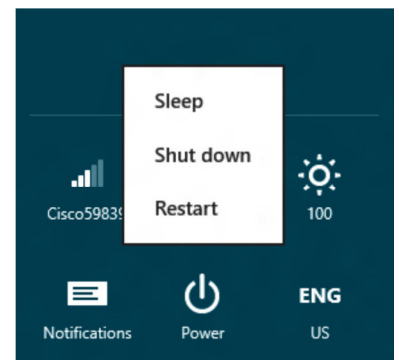 Sleep
Shut down
Restart
Cisco59839
100
Notifications
Power
ENG
US